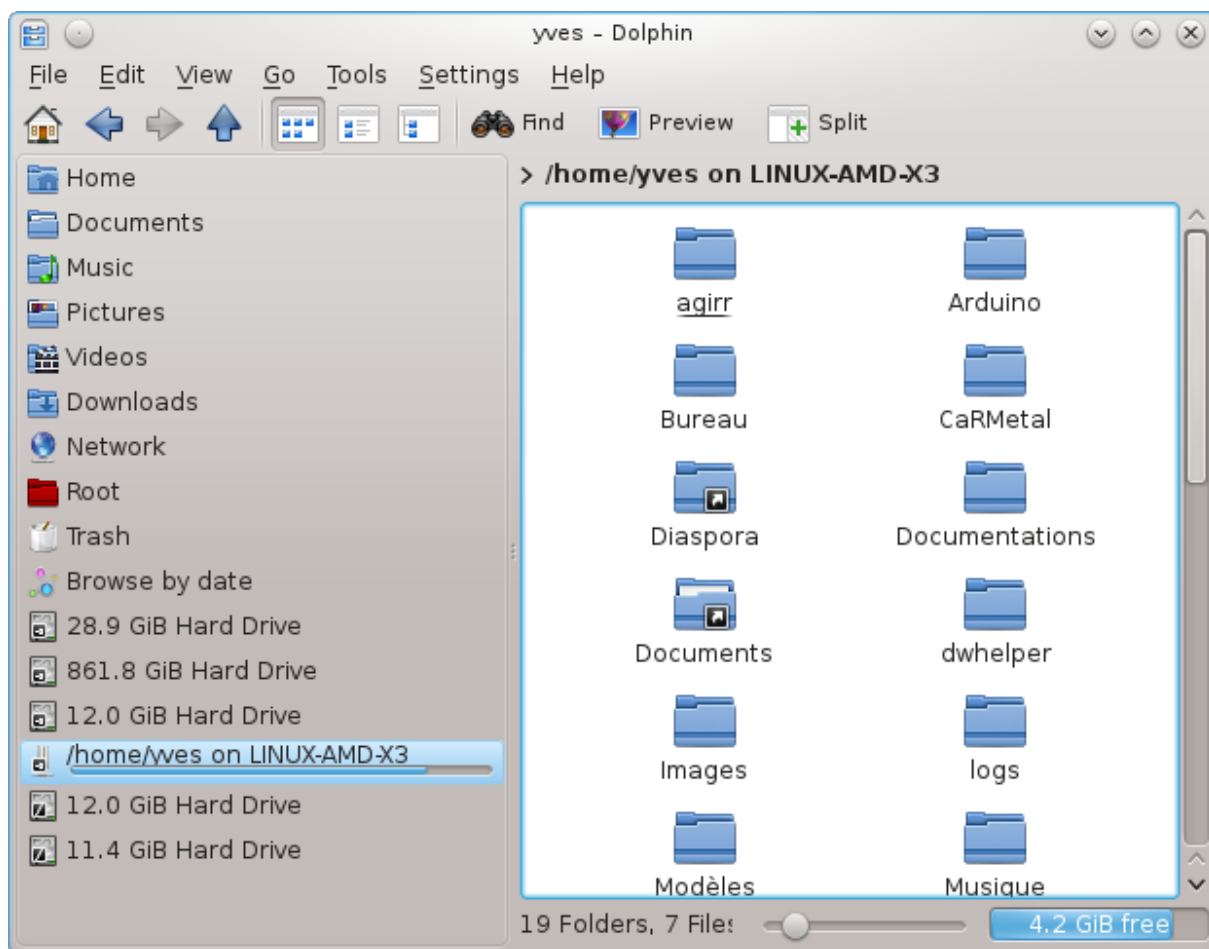 yves – Dolphin
File Edit View Go Tools Settings Help
Find Preview Split
Home
Documents
Music
Pictures
Videos
Downloads
Network
Root
Trash
Browse by date
28.9 GiB Hard Drive
861.8 GiB Hard Drive
12.0 GiB Hard Drive
/home/yves on LINUX-AMD-X3
12.0 GiB Hard Drive
11.4 GiB Hard Drive
> /home/yves on LINUX-AMD-X3
agirr Arduino
Bureau CaRMetal
Diaspora Documentations
Documents dwhelper
Images logs
Modèles Musique
19 Folders, 7 Files
4.2 GiB free